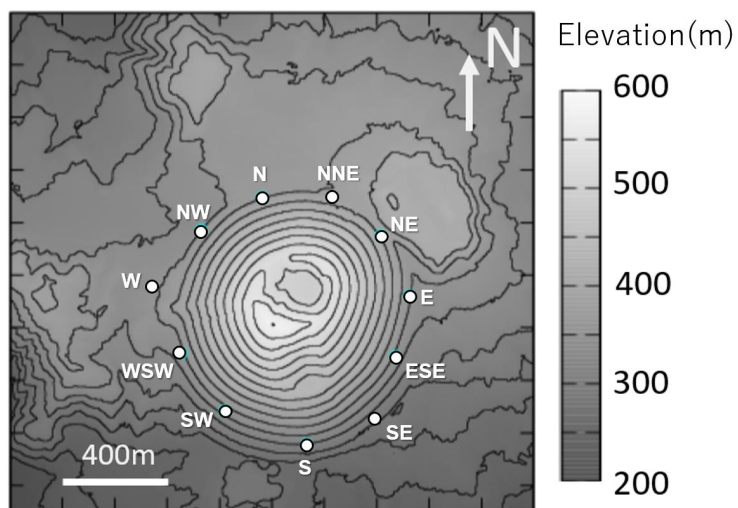 Elevation(m)
N
600
500
400
300
200
N
NNE
NW
NE
W
E
WSW
ESE
SW
SE
S
400m